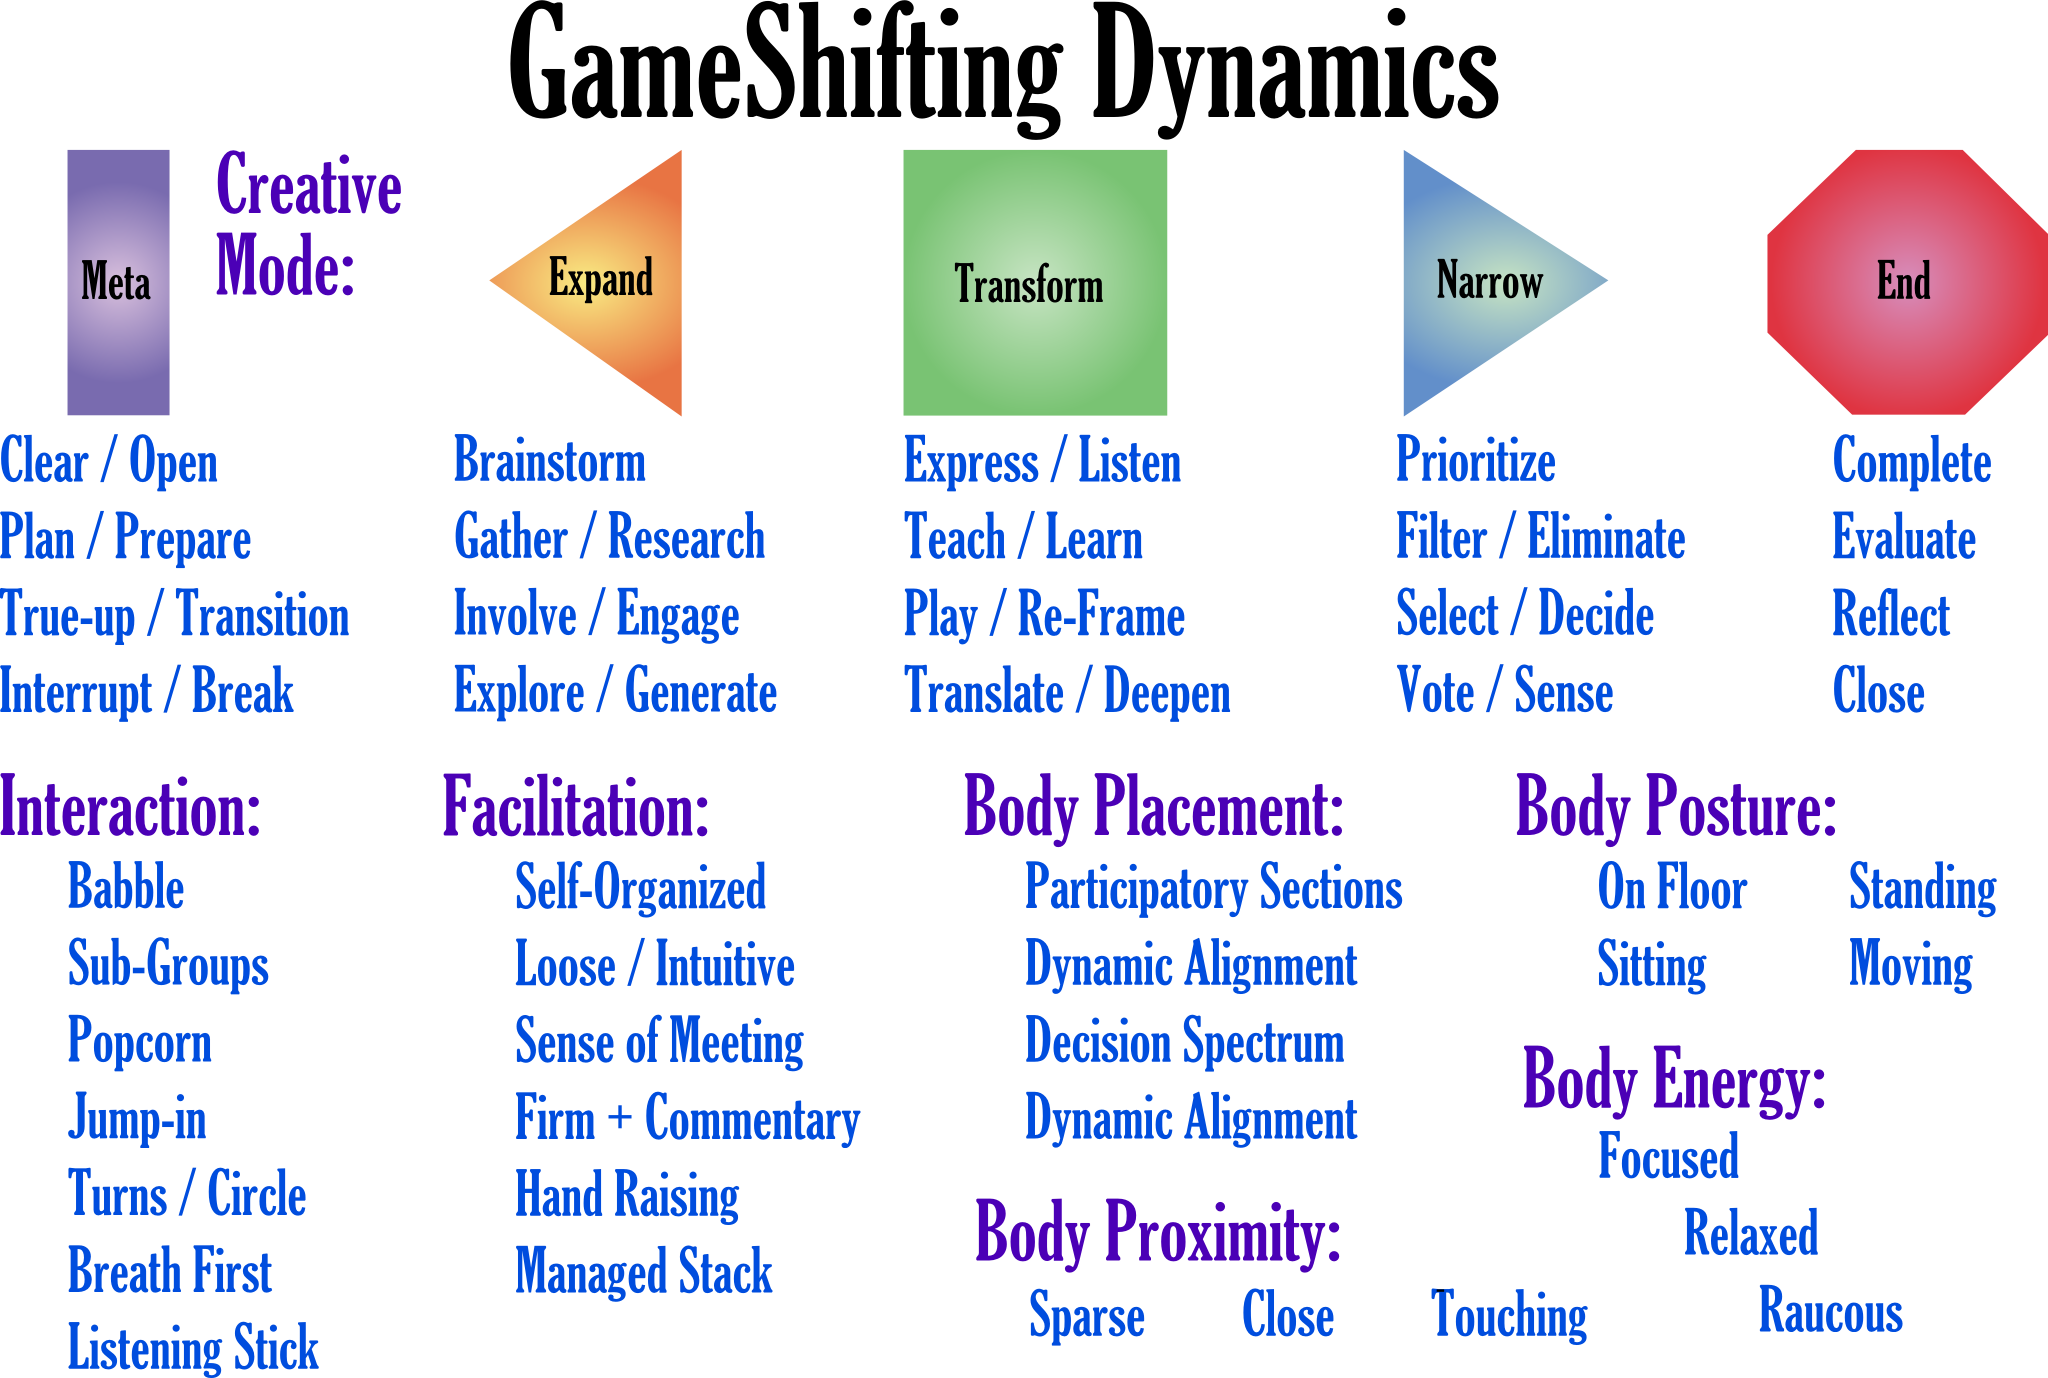 GameShifting Dynamics
Creative
Mode:
Meta
Expand
Transform
Narrow
End
Clear / Open
Plan / Prepare
True-up / Transition
Interrupt / Break
Brainstorm
Gather / Research
Involve / Engage
Explore / Generate
Express / Listen
Teach / Learn
Play / Re-Frame
Translate / Deepen
Prioritize
Filter / Eliminate
Select / Decide
Vote / Sense
Complete
Evaluate
Reflect
Close
Interaction:
Babble
Sub-Groups
Popcorn
Jump-in
Turns / Circle
Breath First
Listening Stick
Facilitation:
Self-Organized
Loose / Intuitive
Sense of Meeting
Firm + Commentary
Hand Raising
Managed Stack
Body Placement:
Participatory Sections
Dynamic Alignment
Decision Spectrum
Dynamic Alignment
Body Proximity:
Sparse Close Touching
Body Posture:
On Floor Standing
Sitting Moving
Body Energy:
Focused
Relaxed
Raucous